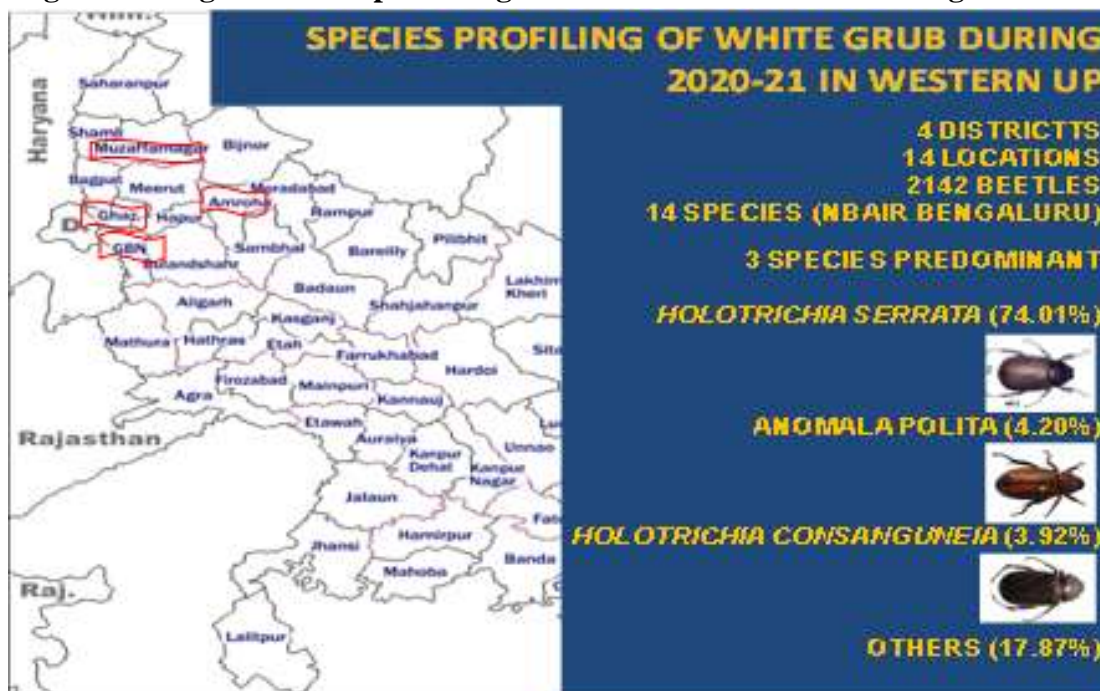 SPECIES PROFILING OF WHITE GRUB DURING
2020-21 IN WESTERN UP
4 DISTRICTTS
14 LOCATIONS
2142 BEETLES
14 SPECIES (NBAIR BENGALURU)
3 SPECIES PREDOMINANT
HOLOTRICHIA SERRATA (74.01%)
ANOMALA POLITA (4.20%)
HOLOTRICHIA CONSANGUNEIA (3.92%)
OTHERS (17.87%)
Haryana
Saharanpur
Shamli
Muzaffarnagar
Bijnor
Bagpat
Meerut
Moradabad
Amroha
Ghaz.
Hapur
Rampur
D
GBN
Sambhal
Bareilly
Pilibhit
Bulandshahr
Badaun
Lakhim
Kheri
Aligarh
Shahjahanpur
Kasganj
Mathura
Hathras
Etah
Farrukhabad
Sita
Hardoi
Firozabad
Mainpuri
Agra
Kannauj
Etawah
Rajasthan
Auraiya
Unnao
Luc
Kanpur
Dehat
Kanpur
Nagar
Jalaun
Fate
Hamirpur
Jhansi
Banda
Mahoba
Raj.
Lalitpur